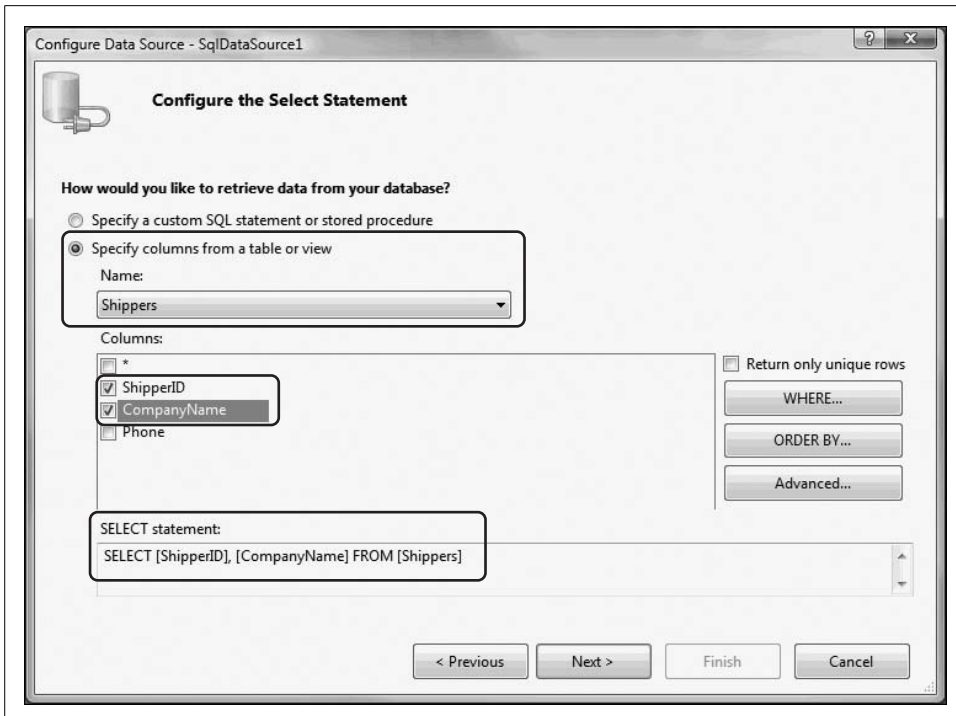 Configure Data Source - SqlDataSource1
Configure the Select Statement
How would you like to retrieve data from your database?
Specify a custom SQL statement or stored procedure
Specify columns from a table or view
Name:
Shippers
Columns:
*
ShipperID
CompanyName
Phone
Return only unique rows
WHERE...
ORDER BY...
Advanced...
SELECT statement:
SELECT [ShipperID], [CompanyName] FROM [Shippers]
< Previous
Next >
Finish
Cancel